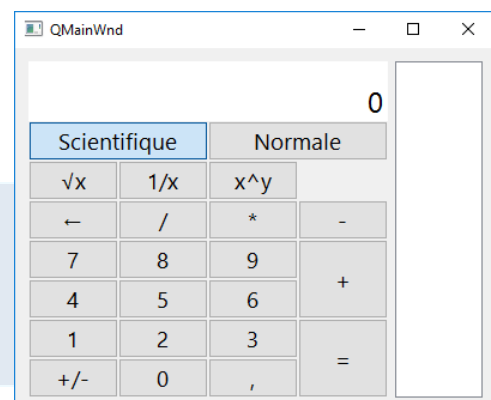 QMainWnd
0
Scientifique Normale
√x 1/x x^y
← / * -
7 8 9
+
4 5 6
1 2 3
=
+/- 0 ,